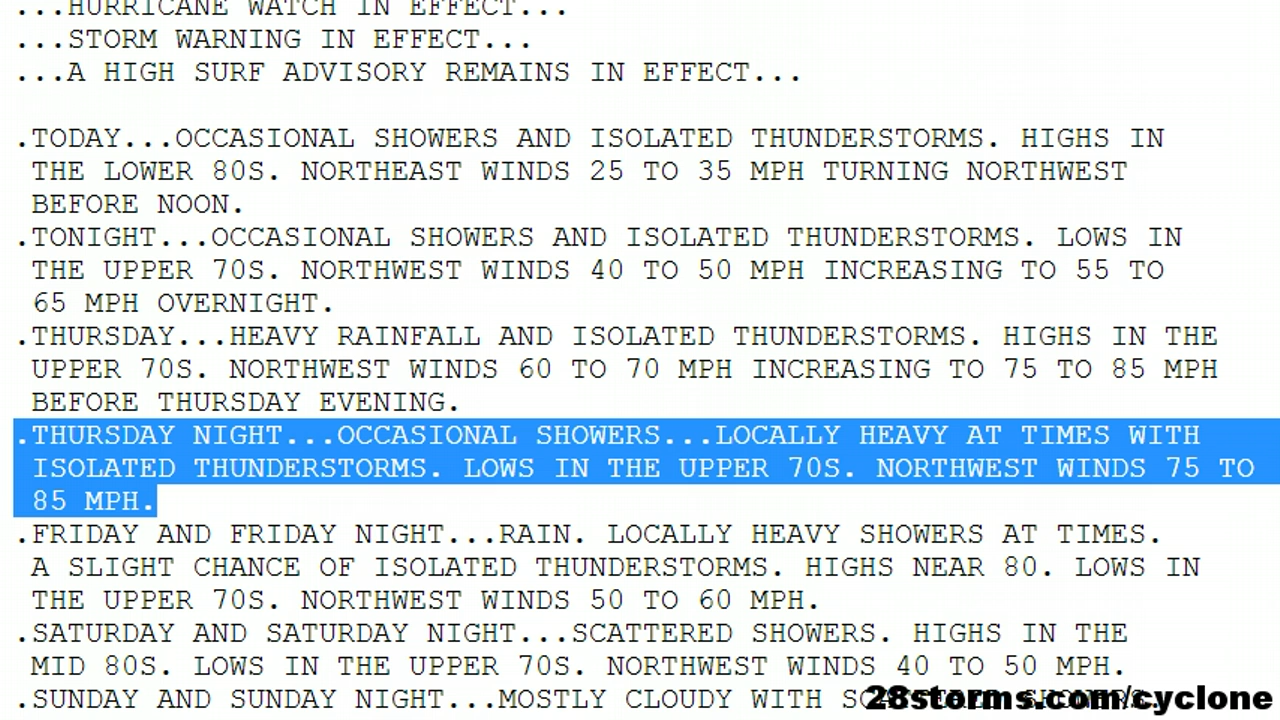 ...HURRICANE WATCH IN EFFECT...
...STORM WARNING IN EFFECT...
...A HIGH SURF ADVISORY REMAINS IN EFFECT...
.TODAY...OCCASIONAL SHOWERS AND ISOLATED THUNDERSTORMS. HIGHS IN
THE LOWER 80S. NORTHEAST WINDS 25 TO 35 MPH TURNING NORTHWEST
BEFORE NOON.
.TONIGHT...OCCASIONAL SHOWERS AND ISOLATED THUNDERSTORMS. LOWS IN
THE UPPER 70S. NORTHWEST WINDS 40 TO 50 MPH INCREASING TO 55 TO
65 MPH OVERNIGHT.
.THURSDAY...HEAVY RAINFALL AND ISOLATED THUNDERSTORMS. HIGHS IN THE
UPPER 70S. NORTHWEST WINDS 60 TO 70 MPH INCREASING TO 75 TO 85 MPH
BEFORE THURSDAY EVENING.
.THURSDAY NIGHT...OCCASIONAL SHOWERS...LOCALLY HEAVY AT TIMES WITH
ISOLATED THUNDERSTORMS. LOWS IN THE UPPER 70S. NORTHWEST WINDS 75 TO
85 MPH.
.FRIDAY AND FRIDAY NIGHT...RAIN. LOCALLY HEAVY SHOWERS AT TIMES.
A SLIGHT CHANCE OF ISOLATED THUNDERSTORMS. HIGHS NEAR 80. LOWS IN
THE UPPER 70S. NORTHWEST WINDS 50 TO 60 MPH.
.SATURDAY AND SATURDAY NIGHT...SCATTERED SHOWERS. HIGHS IN THE
MID 80S. LOWS IN THE UPPER 70S. NORTHWEST WINDS 40 TO 50 MPH.
.SUNDAY AND SUNDAY NIGHT...MOSTLY CLOUDY WITH SCATTERED SHOWERS.
28storms.com/cyclone